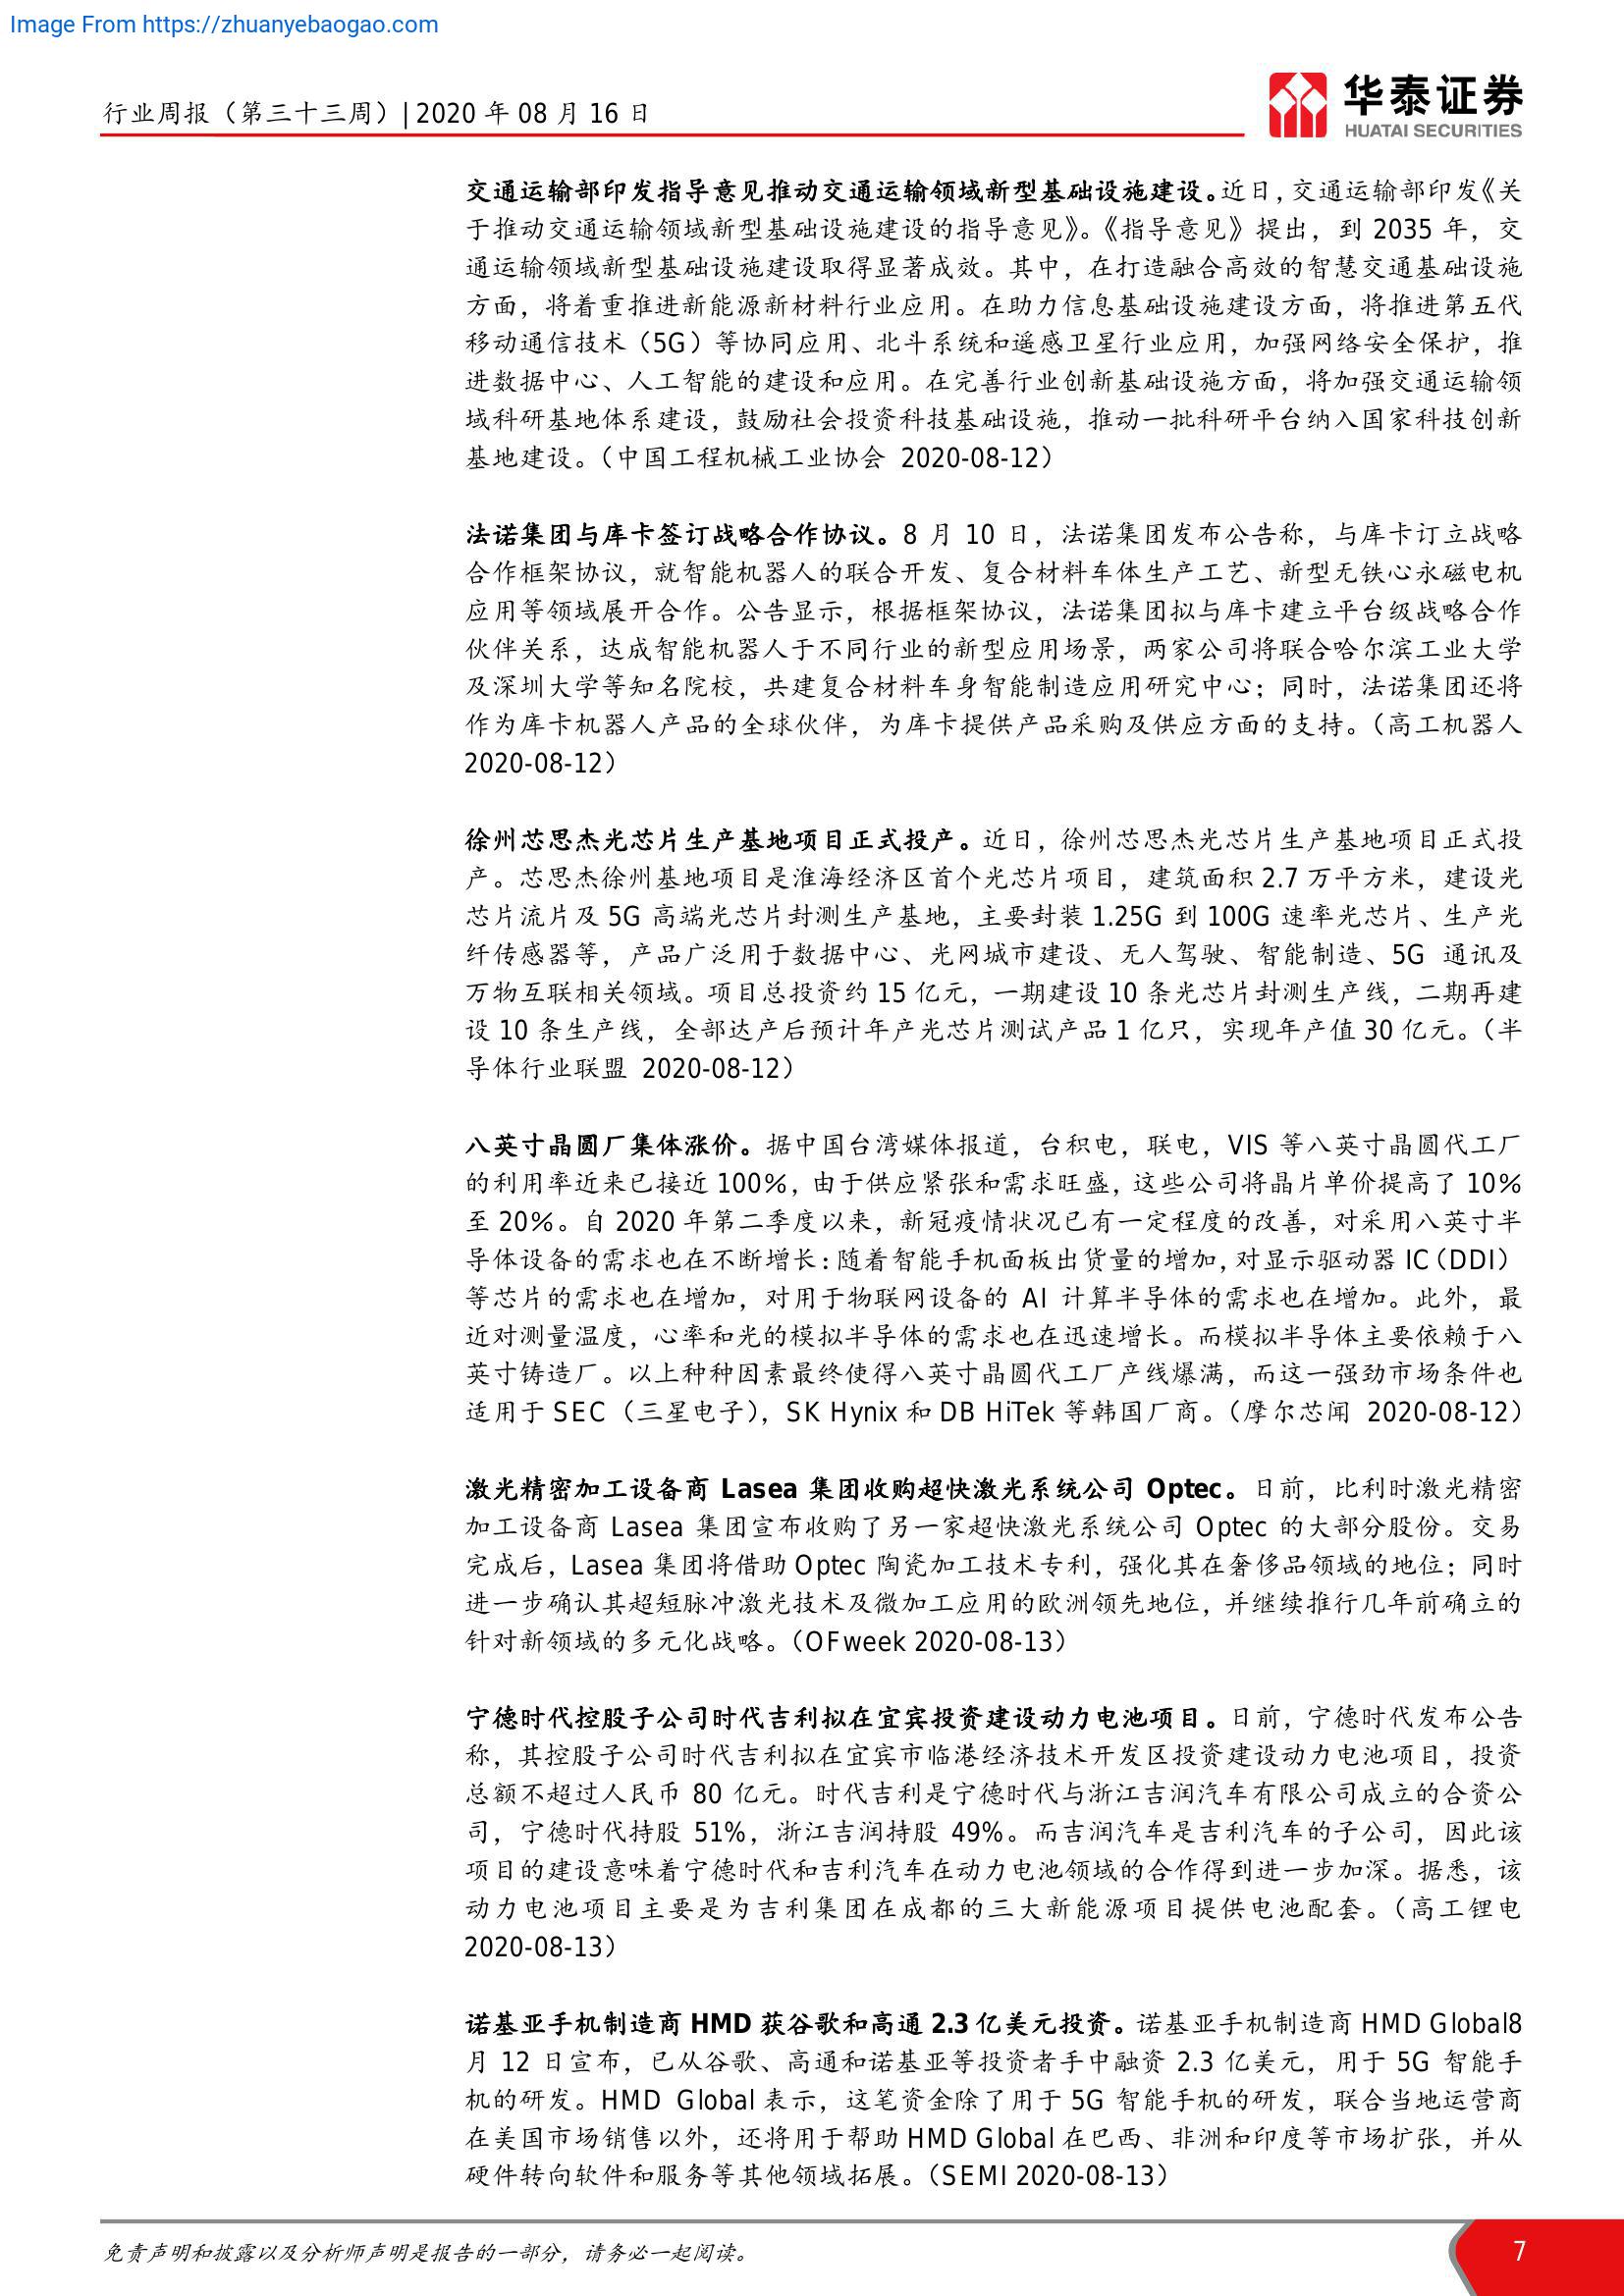 Image From https://zhuanyebaogao.com
行业周报（第三十三周）| 2020 年 08 月 16 日
华泰证券
HUATAI SECURITIES
交通运输部印发指导意见推动交通运输领域新型基础设施建设。近日，交通运输部印发《关
于推动交通运输领域新型基础设施建设的指导意见》。《指导意见》提出，到 2035 年，交
通运输领域新型基础设施建设取得显著成效。其中，在打造融合高效的智慧交通基础设施
方面，将着重推进新能源新材料行业应用。在助力信息基础设施建设方面，将推进第五代
移动通信技术（5G）等协同应用、北斗系统和遥感卫星行业应用，加强网络安全保护，推
进数据中心、人工智能的建设和应用。在完善行业创新基础设施方面，将加强交通运输领
域科研基地体系建设，鼓励社会投资科技基础设施，推动一批科研平台纳入国家科技创新
基地建设。（中国工程机械工业协会 2020-08-12）
法诺集团与库卡签订战略合作协议。8 月 10 日，法诺集团发布公告称，与库卡订立战略
合作框架协议，就智能机器人的联合开发、复合材料车体生产工艺、新型无铁心永磁电机
应用等领域展开合作。公告显示，根据框架协议，法诺集团拟与库卡建立平台级战略合作
伙伴关系，达成智能机器人于不同行业的新型应用场景，两家公司将联合哈尔滨工业大学
及深圳大学等知名院校，共建复合材料车身智能制造应用研究中心；同时，法诺集团还将
作为库卡机器人产品的全球伙伴，为库卡提供产品采购及供应方面的支持。（高工机器人
2020-08-12）
徐州芯思杰光芯片生产基地项目正式投产。近日，徐州芯思杰光芯片生产基地项目正式投
产。芯思杰徐州基地项目是淮海经济区首个光芯片项目，建筑面积 2.7 万平方米，建设光
芯片流片及 5G 高端光芯片封测生产基地，主要封装 1.25G 到 100G 速率光芯片、生产光
纤传感器等，产品广泛用于数据中心、光网城市建设、无人驾驶、智能制造、5G 通讯及
万物互联相关领域。项目总投资约 15 亿元，一期建设 10 条光芯片封测生产线，二期再建
设 10 条生产线，全部达产后预计年产光芯片测试产品 1 亿只，实现年产值 30 亿元。（半
导体行业联盟 2020-08-12）
八英寸晶圆厂集体涨价。据中国台湾媒体报道，台积电，联电，VIS 等八英寸晶圆代工厂
的利用率近来已接近 100%，由于供应紧张和需求旺盛，这些公司将晶片单价提高了 10%
至 20%。自 2020 年第二季度以来，新冠疫情状况已有一定程度的改善，对采用八英寸半
导体设备的需求也在不断增长：随着智能手机面板出货量的增加，对显示驱动器 IC（DDI）
等芯片的需求也在增加，对用于物联网设备的 AI 计算半导体的需求也在增加。此外，最
近对测量温度，心率和光的模拟半导体的需求也在迅速增长。而模拟半导体主要依赖于八
英寸铸造厂。以上种种因素最终使得八英寸晶圆代工厂产线爆满，而这一强劲市场条件也
适用于 SEC（三星电子），SK Hynix 和 DB HiTek 等韩国厂商。（摩尔芯闻 2020-08-12）
激光精密加工设备商 Lasea 集团收购超快激光系统公司 Optec。日前，比利时激光精密
加工设备商 Lasea 集团宣布收购了另一家超快激光系统公司 Optec 的大部分股份。交易
完成后，Lasea 集团将借助 Optec 陶瓷加工技术专利，强化其在奢侈品领域的地位；同时
进一步确认其超短脉冲激光技术及微加工应用的欧洲领先地位，并继续推行几年前确立的
针对新领域的多元化战略。（OFweek 2020-08-13）
宁德时代控股子公司时代吉利拟在宜宾投资建设动力电池项目。日前，宁德时代发布公告
称，其控股子公司时代吉利拟在宜宾市临港经济技术开发区投资建设动力电池项目，投资
总额不超过人民币 80 亿元。时代吉利是宁德时代与浙江吉润汽车有限公司成立的合资公
司，宁德时代持股 51%，浙江吉润持股 49%。而吉润汽车是吉利汽车的子公司，因此该
项目的建设意味着宁德时代和吉利汽车在动力电池领域的合作得到进一步加深。据悉，该
动力电池项目主要是为吉利集团在成都的三大新能源项目提供电池配套。（高工锂电
2020-08-13）
诺基亚手机制造商 HMD 获谷歌和高通 2.3 亿美元投资。诺基亚手机制造商 HMD Global8
月 12 日宣布，已从谷歌、高通和诺基亚等投资者手中融资 2.3 亿美元，用于 5G 智能手
机的研发。HMD Global 表示，这笔资金除了用于 5G 智能手机的研发，联合当地运营商
在美国市场销售以外，还将用于帮助 HMD Global 在巴西、非洲和印度等市场扩张，并从
硬件转向软件和服务等其他领域拓展。（SEMI 2020-08-13）
免责声明和披露以及分析师声明是报告的一部分，请务必一起阅读。
7